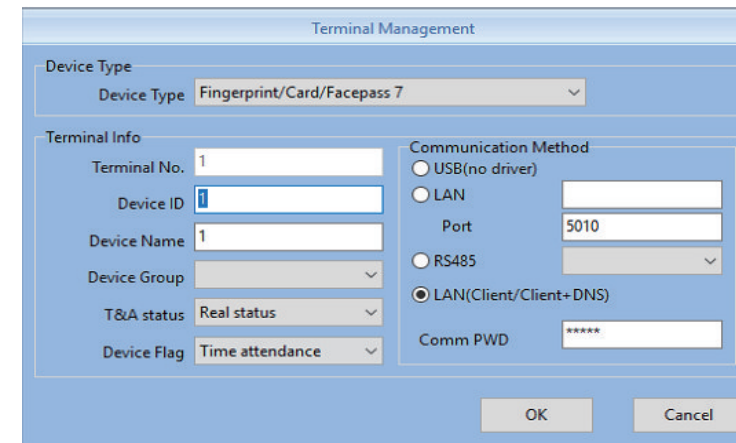 Terminal Management
Device Type
Device Type Fingerprint/Card/Facepass 7
Terminal Info
Terminal No. 1
Device ID 1
Device Name 1
Device Group
T&A status Real status
Device Flag Time attendance
Communication Method
USB(no driver)
LAN
Port 5010
RS485
LAN(Client/Client+DNS)
Comm PWD *****
OK Cancel